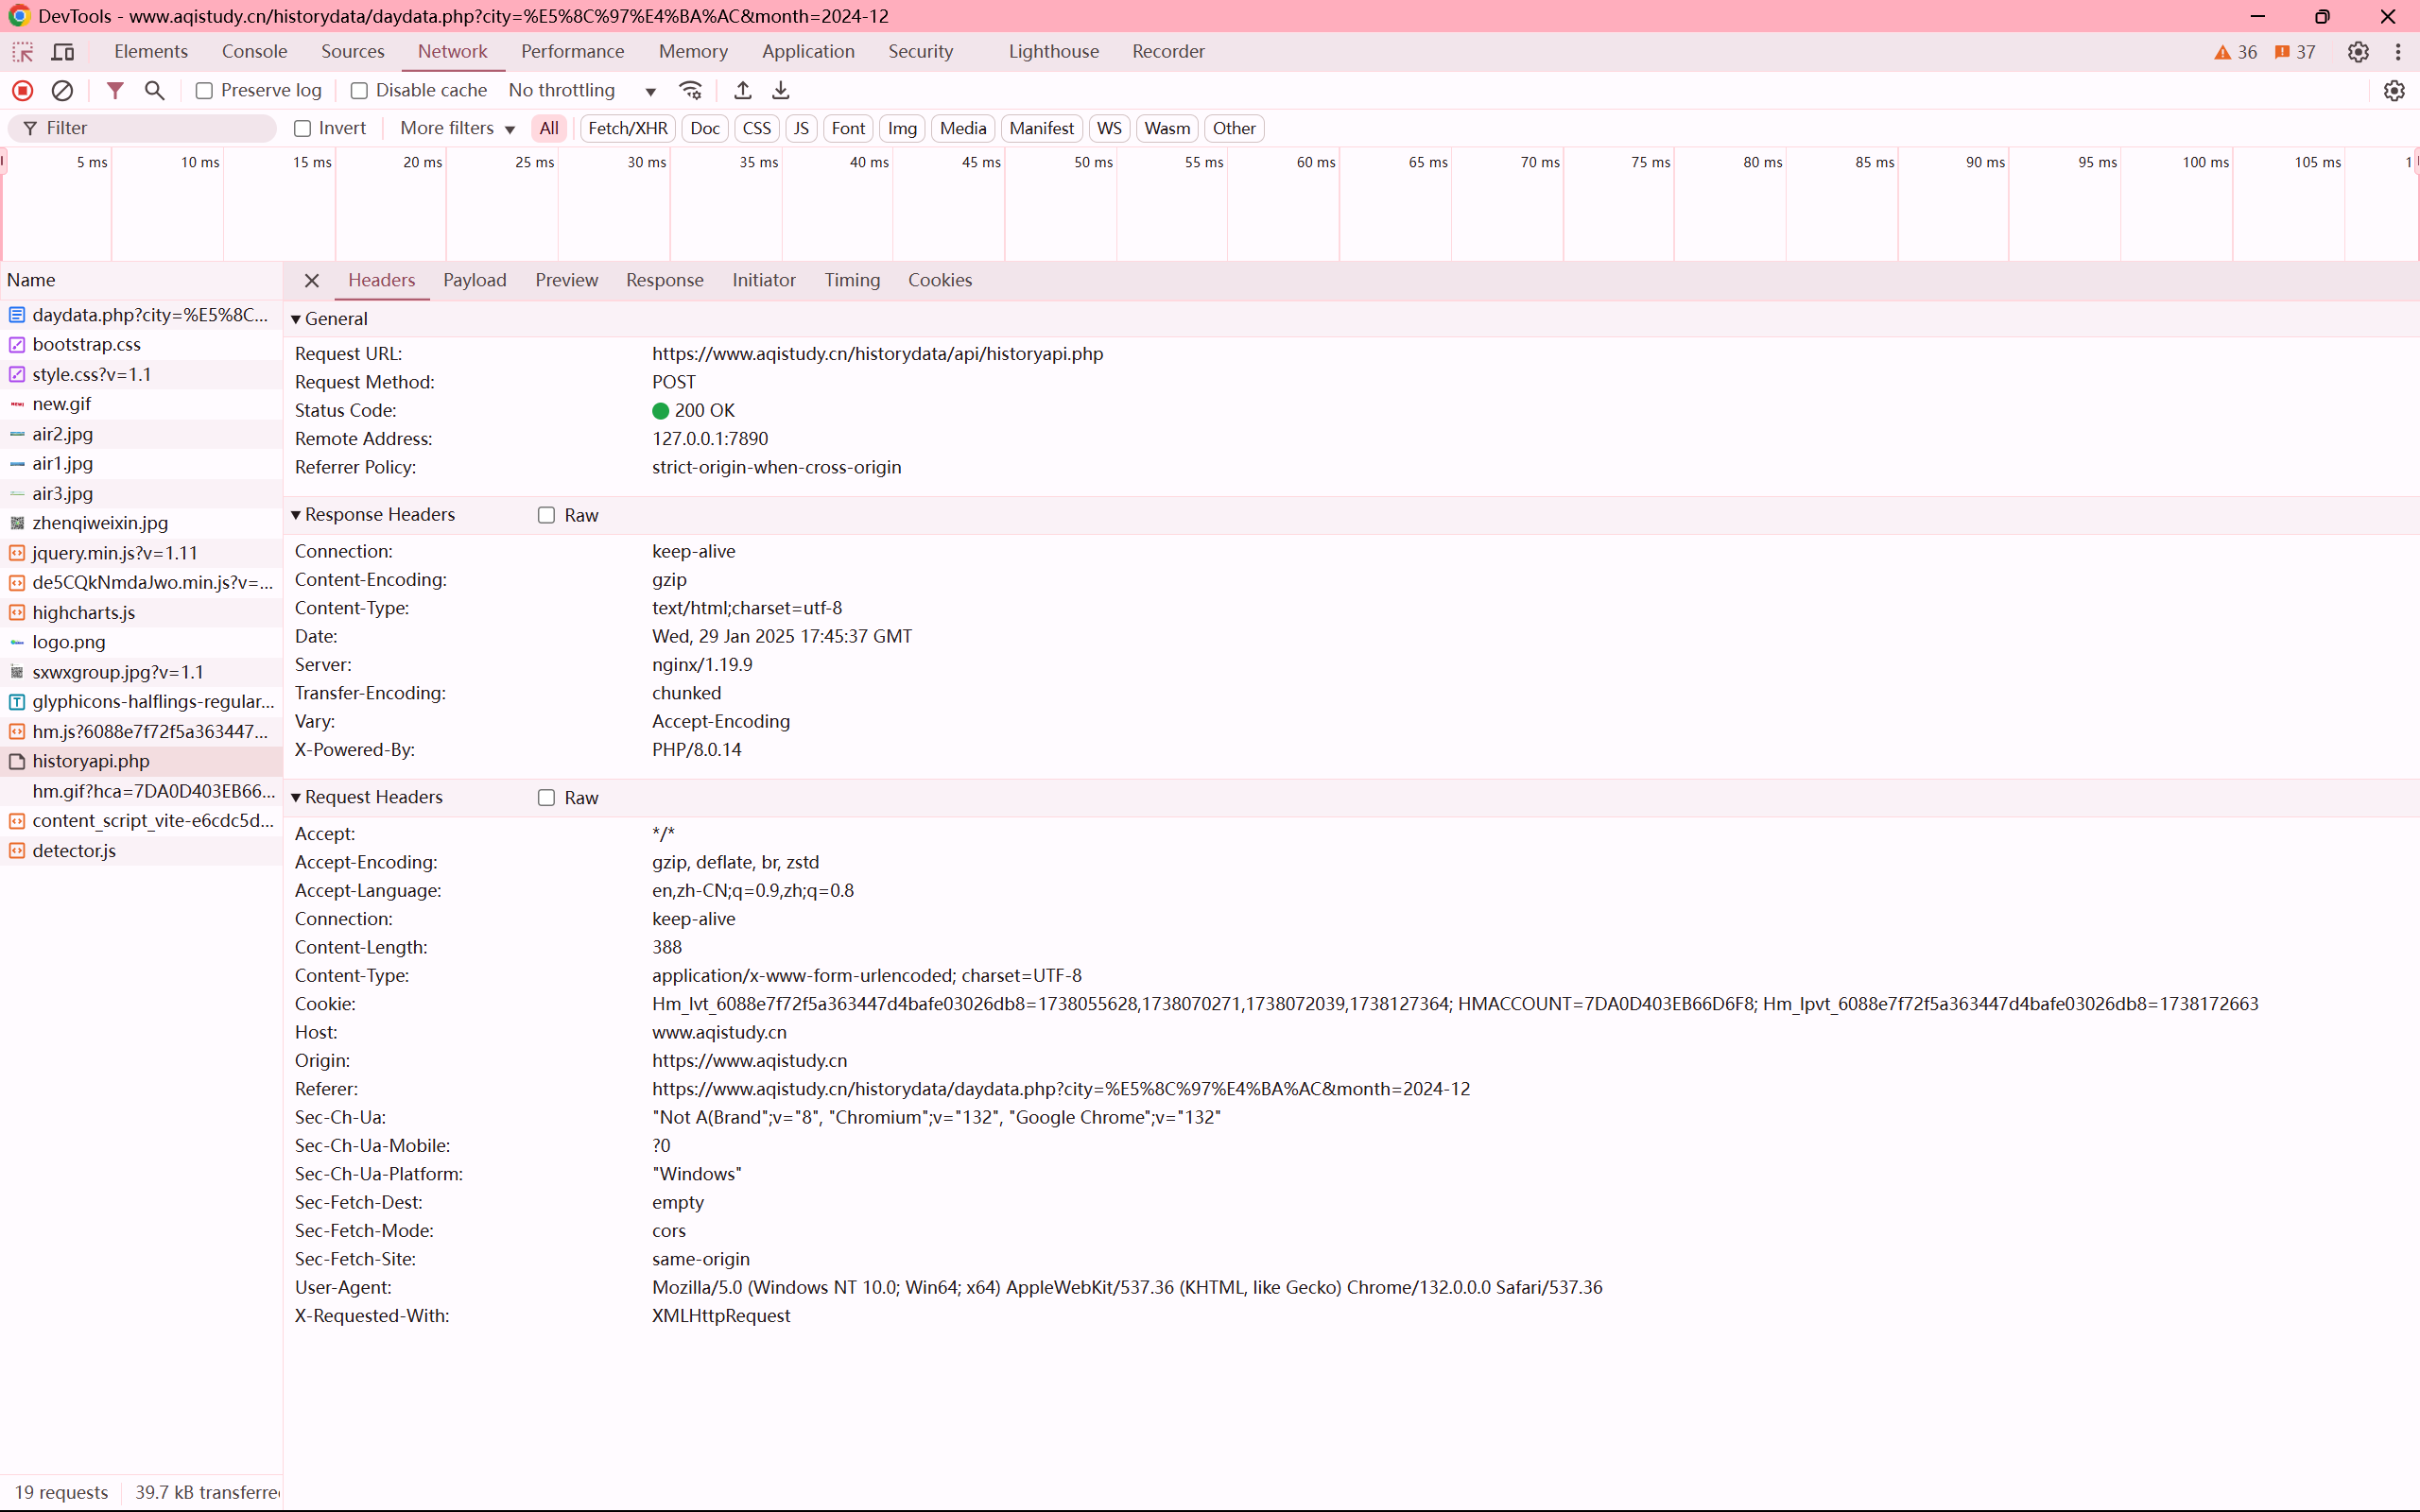 DevTools - www.aqistudy.cn/historydata/daydata.php?city=%E5%8C%97%E4%BA%AC&month=2024-12
Elements Console Sources Network Performance Memory Application Security Lighthouse Recorder 36 37
Preserve log Disable cache No throttling
Filter Invert More filters All Fetch/XHR Doc CSS JS Font Img Media Manifest WS Wasm Other
5 ms 10 ms 15 ms 20 ms 25 ms 30 ms 35 ms 40 ms 45 ms 50 ms 55 ms 60 ms 65 ms 70 ms 75 ms 80 ms 85 ms 90 ms 95 ms 100 ms 105 ms 1
Name
daydata.php?city=%E5%8C...
bootstrap.css
style.css?v=1.1
new.gif
air2.jpg
air1.jpg
air3.jpg
zhenqiweixin.jpg
jquery.min.js?v=1.11
de5CQkNmdaJwo.min.js?v=...
highcharts.js
logo.png
sxwxgroup.jpg?v=1.1
glyphicons-halflings-regular...
hm.js?6088e7f72f5a363447...
historyapi.php
hm.gif?hca=7DA0D403EB66...
content_script_vite-e6cdc5d...
detector.js
19 requests 39.7 kB transferre
Headers Payload Preview Response Initiator Timing Cookies
General
Request URL: https://www.aqistudy.cn/historydata/api/historyapi.php
Request Method: POST
Status Code: 200 OK
Remote Address: 127.0.0.1:7890
Referrer Policy: strict-origin-when-cross-origin
Response Headers Raw
Connection: keep-alive
Content-Encoding: gzip
Content-Type: text/html;charset=utf-8
Date: Wed, 29 Jan 2025 17:45:37 GMT
Server: nginx/1.19.9
Transfer-Encoding: chunked
Vary: Accept-Encoding
X-Powered-By: PHP/8.0.14
Request Headers Raw
Accept: */*
Accept-Encoding: gzip, deflate, br, zstd
Accept-Language: en,zh-CN;q=0.9,zh;q=0.8
Connection: keep-alive
Content-Length: 388
Content-Type: application/x-www-form-urlencoded; charset=UTF-8
Cookie: Hm_lvt_6088e7f72f5a363447d4bafe03026db8=1738055628,1738070271,1738072039,1738127364; HMACCOUNT=7DA0D403EB66D6F8; Hm_lpvt_6088e7f72f5a363447d4bafe03026db8=1738172663
Host: www.aqistudy.cn
Origin: https://www.aqistudy.cn
Referer: https://www.aqistudy.cn/historydata/daydata.php?city=%E5%8C%97%E4%BA%AC&month=2024-12
Sec-Ch-Ua: "Not A(Brand";v="8", "Chromium";v="132", "Google Chrome";v="132"
Sec-Ch-Ua-Mobile: ?0
Sec-Ch-Ua-Platform: "Windows"
Sec-Fetch-Dest: empty
Sec-Fetch-Mode: cors
Sec-Fetch-Site: same-origin
User-Agent: Mozilla/5.0 (Windows NT 10.0; Win64; x64) AppleWebKit/537.36 (KHTML, like Gecko) Chrome/132.0.0.0 Safari/537.36
X-Requested-With: XMLHttpRequest